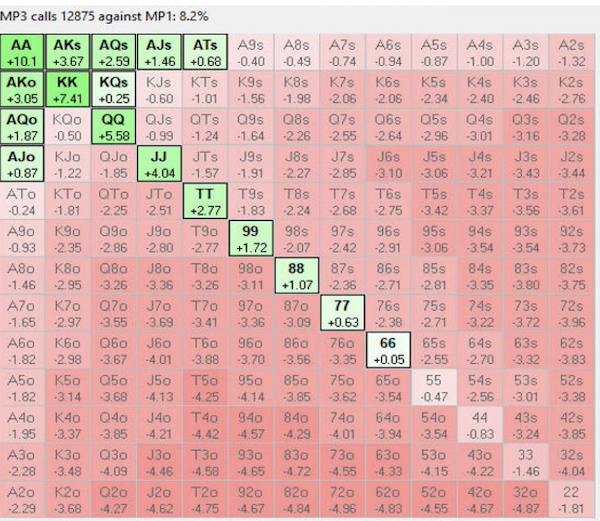 MP3 calls 12875 against MP1: 8.2%
AA AKs AQs AJs ATs A9s A8s A7s A6s A5s A4s A3s A2s
+10.1 +3.67 +2.59 +1.46 +0.68 -0.40 -0.49 -0.74 -0.94 -0.87 -1.00 -1.20 -1.32
AKo KK KQs KJs KTs K9s K8s K7s K6s K5s K4s K3s K2s
+3.05 +7.41 +0.25 -0.60 -1.01 -1.56 -1.98 -2.06 -2.06 -2.34 -2.40 -2.46 -2.76
AQo KQo QQ QJs QTs Q9s Q8s Q7s Q6s Q5s Q4s Q3s Q2s
+1.87 -0.50 +5.58 -0.99 -1.24 -1.64 -2.26 -2.55 -2.64 -2.96 -3.01 -3.16 -3.28
AJo KJo QJo JJ JTs J9s J8s J7s J6s J5s J4s J3s J2s
+0.87 -1.22 -1.85 +4.04 -1.57 -1.91 -2.27 -2.85 -3.10 -3.06 -3.21 -3.43 -3.44
ATo KTo QTo JTo TT T9s T8s T7s T6s T5s T4s T3s T2s
-0.24 -1.81 -2.25 -2.51 +2.77 -1.83 -2.24 -2.68 -2.75 -3.42 -3.37 -3.56 -3.61
A9o K9o Q9o J9o T9o 99 98s 97s 96s 95s 94s 93s 92s
-0.93 -2.35 -2.86 -2.80 -2.77 +1.72 -2.07 -2.42 -2.91 -3.06 -3.54 -3.54 -3.73
A8o K8o Q8o J8o T8o 98o 88 87s 86s 85s 84s 83s 82s
-1.46 -2.95 -3.26 -3.36 -3.26 -3.11 +1.07 -2.36 -2.71 -2.81 -3.35 -3.80 -3.75
A7o K7o Q7o J7o T7o 97o 87o 77 76s 75s 74s 73s 72s
-1.65 -2.97 -3.55 -3.69 -3.41 -3.36 -3.09 +0.63 -2.38 -2.71 -3.22 -3.72 -3.96
A6o K6o Q6o J6o T6o 96o 86o 76o 66 65s 64s 63s 62s
-1.82 -2.98 -3.67 -4.01 -3.88 -3.70 -3.56 -3.35 +0.05 -2.55 -2.70 -3.32 -3.83
A5o K5o Q5o J5o T5o 95o 85o 75o 65o 55 54s 53s 52s
-1.82 -3.14 -3.68 -4.13 -4.25 -4.14 -3.85 -3.62 -3.54 -0.47 -2.56 -3.01 -3.38
A4o K4o Q4o J4o T4o 94o 84o 74o 64o 54o 44 43s 42s
-1.95 -3.37 -3.85 -4.21 -4.42 -4.57 -4.29 -4.01 -3.94 -3.54 -0.83 -3.24 -3.85
A3o K3o Q3o J3o T3o 93o 83o 73o 63o 53o 43o 33 32s
-2.28 -3.48 -4.09 -4.46 -4.58 -4.65 -4.72 -4.55 -4.33 -4.15 -4.22 -1.46 -4.04
A2o K2o Q2o J2o T2o 92o 82o 72o 62o 52o 42o 32o 22
-2.29 -3.68 -4.27 -4.62 -4.75 -4.67 -4.84 -4.96 -4.83 -4.55 -4.67 -4.87 -1.81